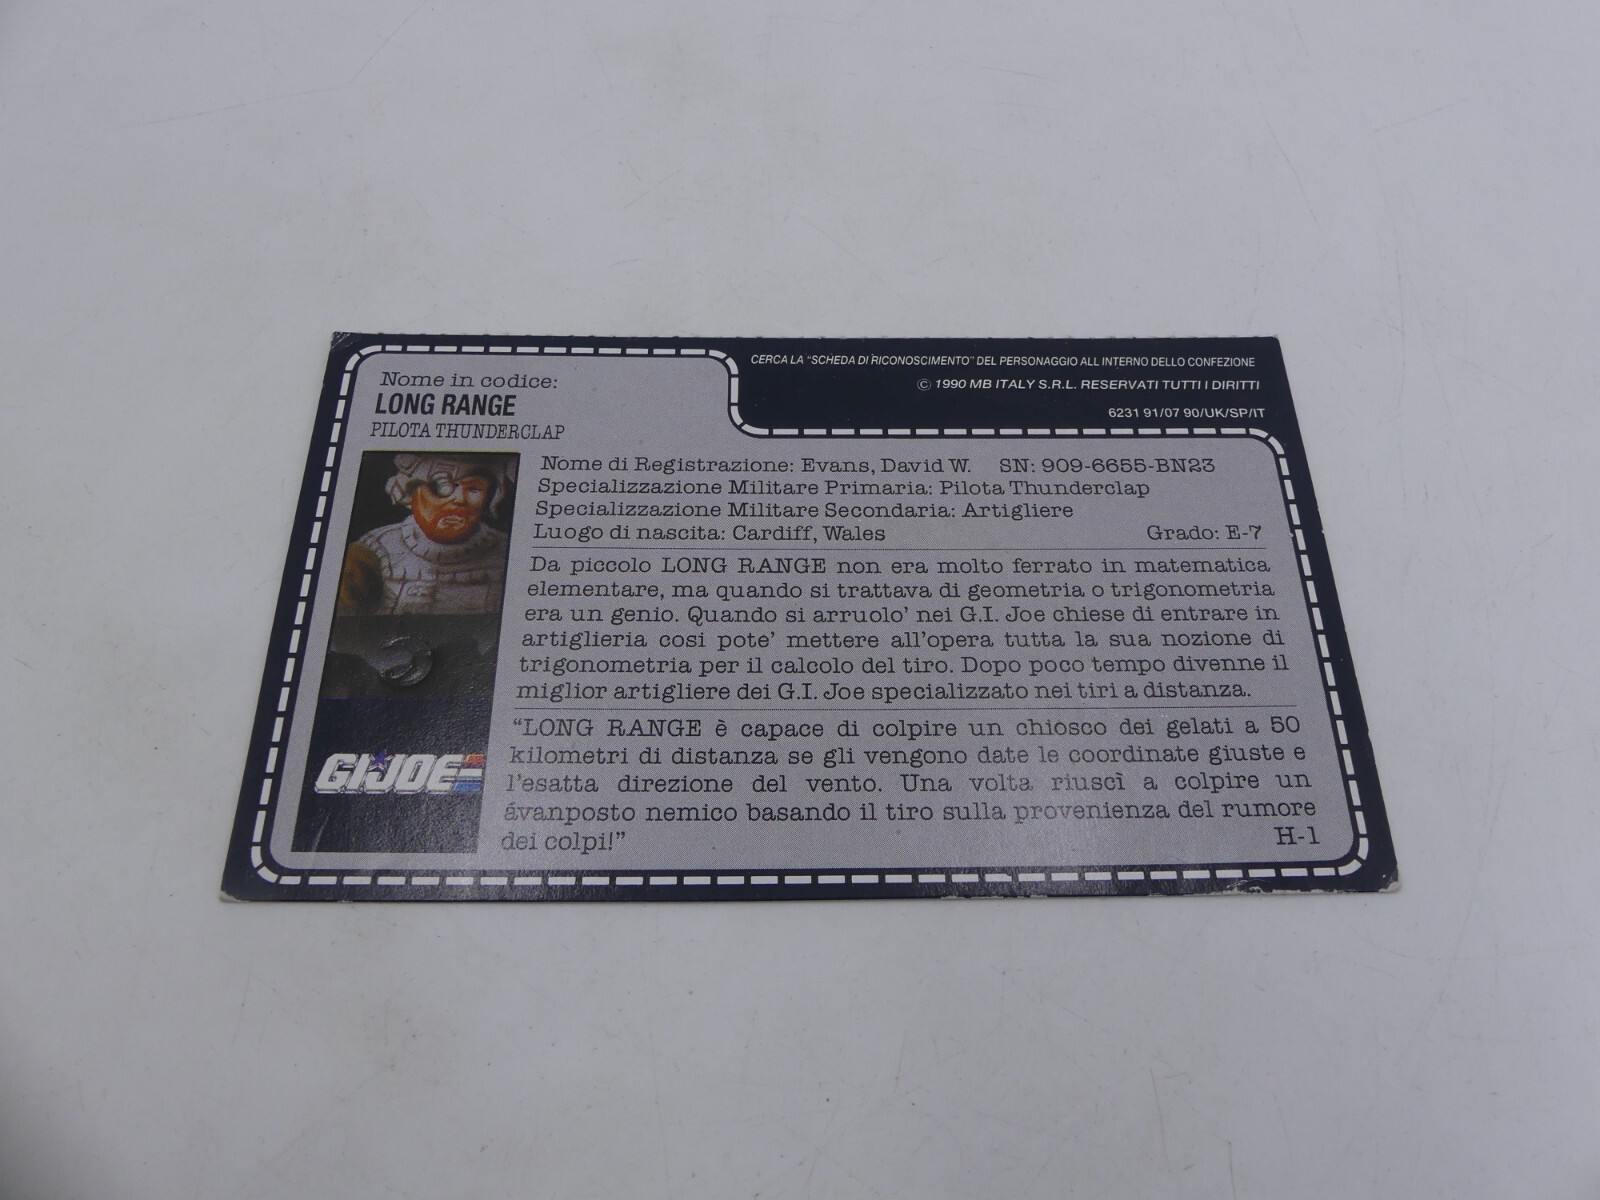 CERCA LA "SCHEDA DI RICONOSCIMENTO" DEL PERSONAGGIO ALL INTERNO DELLO CONFEZIONE
© 1990 MB ITALY S.R.L. RESERVATI TUTTI I DIRITTI
6231 91/07 90/UK/SP/IT
Nome in codice:
LONG RANGE
PILOTA THUNDERCLAP
Nome di Registrazione: Evans, David W. SN: 909-6655-BN23
Specializzazione Militare Primaria: Pilota Thunderclap
Specializzazione Militare Secondaria: Artigliere
Luogo di nascita: Cardiff, Wales Grado: E-7
Da piccolo LONG RANGE non era molto ferrato in matematica
elementare, ma quando si trattava di geometria o trigonometria
era un genio. Quando si arruolo' nei G.I. Joe chiese di entrare in
artiglieria cosi pote' mettere all'opera tutta la sua nozione di
trigonometria per il calcolo del tiro. Dopo poco tempo divenne il
miglior artigliere dei G.I. Joe specializzato nei tiri a distanza.
"LONG RANGE è capace di colpire un chiosco dei gelati a 50
kilometri di distanza se gli vengono date le coordinate giuste e
l'esatta direzione del vento. Una volta riuscì a colpire un
ávanposto nemico basando il tiro sulla provenienza del rumore
dei colpi!" H-1
GI JOE